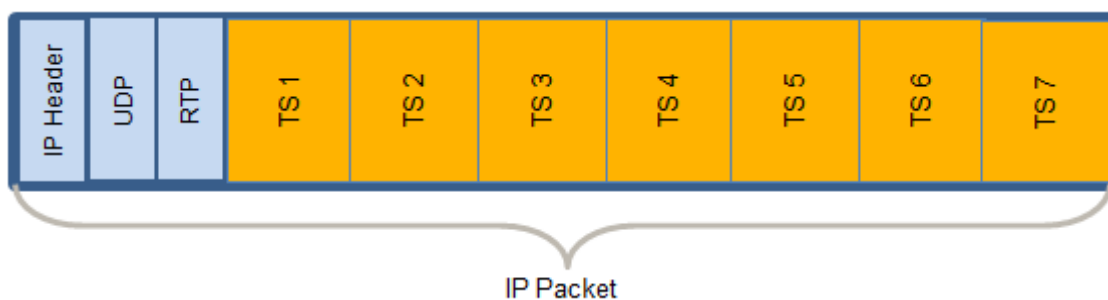 IP Header
UDP
RTP
TS 1
TS 2
TS 3
TS 4
TS 5
TS 6
TS 7
IP Packet